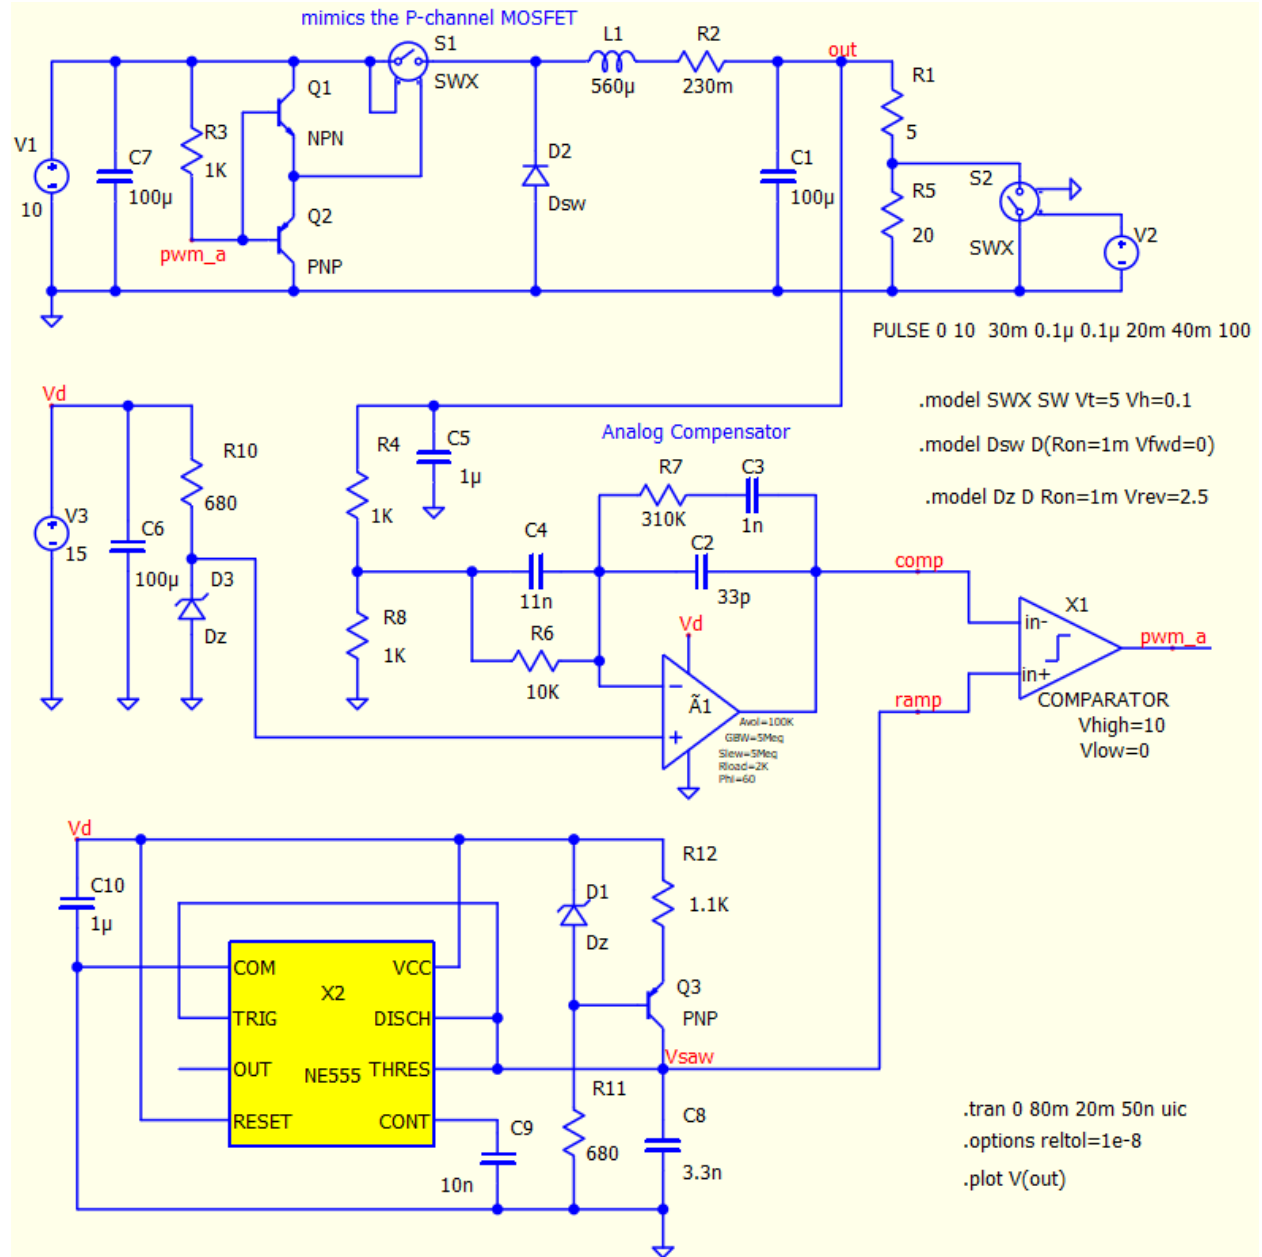 mimics the P-channel MOSFET
S1
SWX
L1
560µ
R2
230m
out
R1
5
Q1
NPN
R3
1K
V1
10
C7
100µ
D2
Dsw
C1
100µ
S2
SWX
R5
20
V2
Q2
PNP
pwm_a
PULSE 0 10 30m 0.1µ 0.1µ 20m 40m 100
Vd
.model SWX SW Vt=5 Vh=0.1
.model Dsw D(Ron=1m Vfwd=0)
.model Dz D Ron=1m Vrev=2.5
Analog Compensator
R10
680
V3
15
C6
100µ
D3
Dz
R4
1K
C5
1µ
R7
310K
C3
1n
C4
11n
C2
33p
comp
R8
1K
R6
10K
Vd
Ã1
Avol=100K
GBW=5Meg
Slew=5Meg
Rload=2K
Phi=60
X1
in-
in+
pwm_a
ramp
COMPARATOR
Vhigh=10
Vlow=0
Vd
C10
1µ
R12
1.1K
D1
Dz
COM
VCC
X2
TRIG
DISCH
OUT
NE555
THRES
RESET
CONT
Q3
PNP
Vsaw
C9
10n
R11
680
C8
3.3n
.tran 0 80m 20m 50n uic
.options reltol=1e-8
.plot V(out)